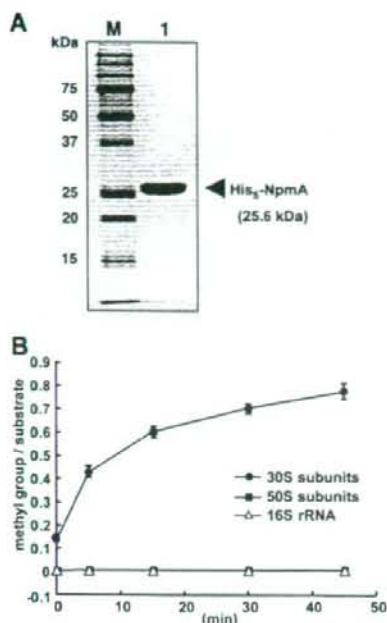 A
M 1
kDa
75
50
37
25
20
15
His₆-NpmA
(25.6 kDa)
B
methyl group / substrate
0.9
0.8
0.7
0.6
0.5
0.4
0.3
0.2
0.1
0
-0.1
30S subunits
50S subunits
16S rRNA
0 10 20 30 40 50
(min)